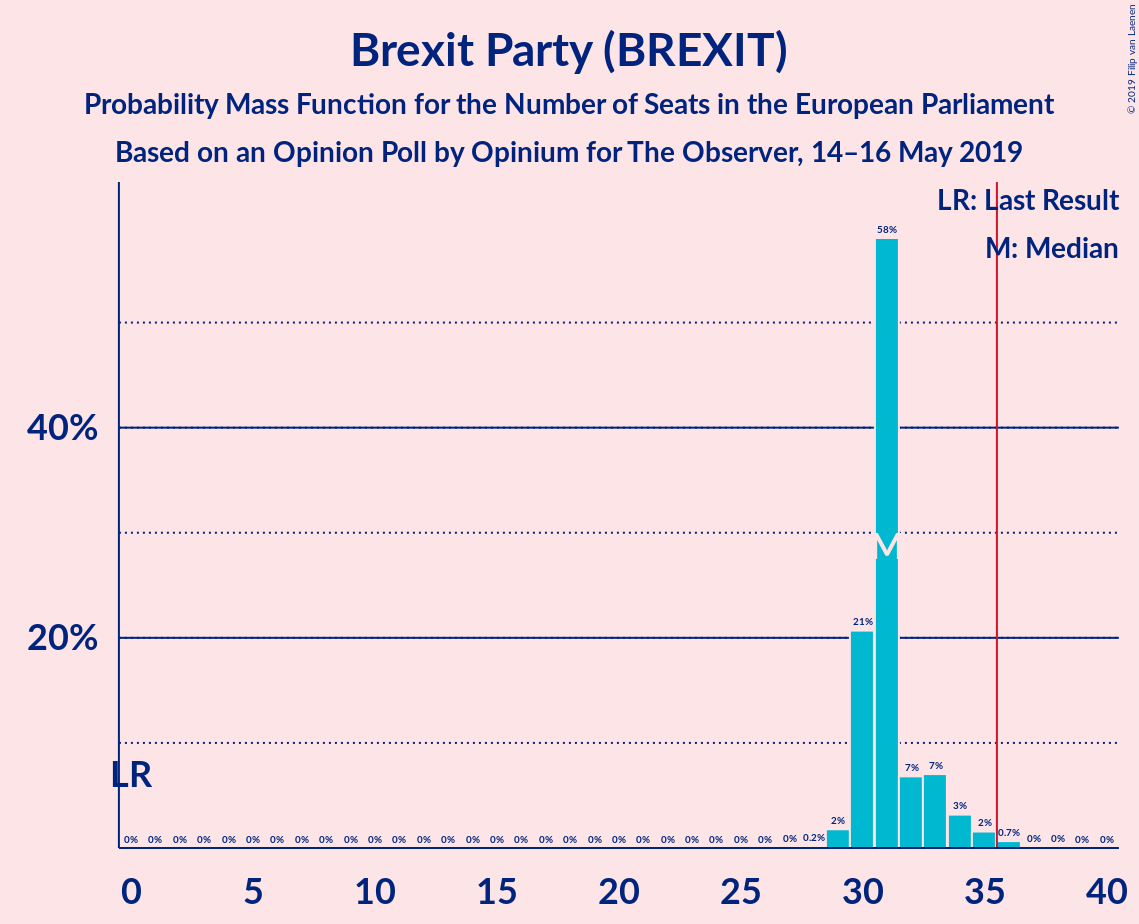 Brexit Party (BREXIT)
Probability Mass Function for the Number of Seats in the European Parliament
Based on an Opinion Poll by Opinium for The Observer, 14–16 May 2019
© 2019 Filip van Laenen
LR: Last Result
M: Median
58%
40%
M
21%
20%
LR
7% 7%
3%
0% 0% 0% 0% 0% 0% 0% 0% 0% 0% 0% 0% 0% 0% 0% 0% 0% 0% 0% 0% 0% 0% 0% 0% 0% 0% 0% 0% 0.2% 2% 2% 0.7% 0% 0% 0% 0%
0 5 10 15 20 25 30 35 40